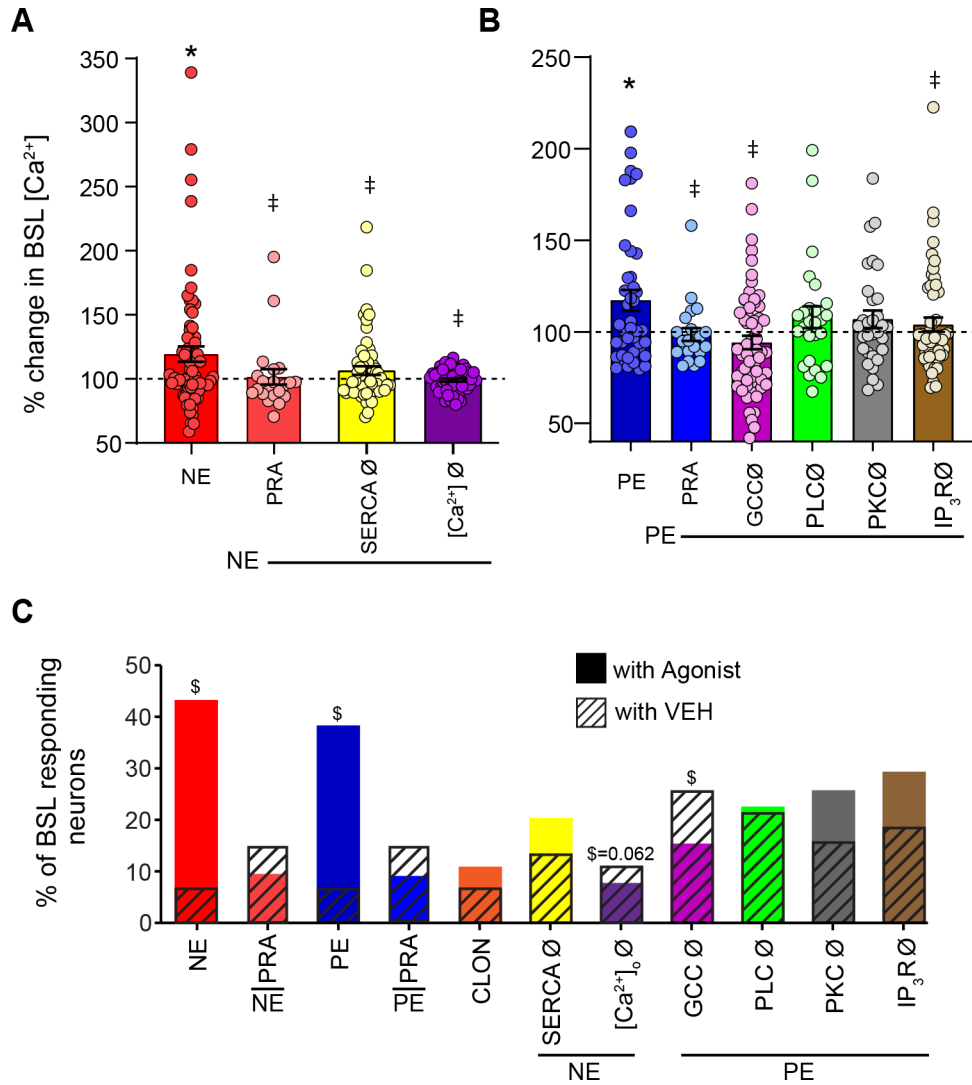 A
% change in BSL [Ca²⁺]
350
300
250
200
150
100
50
*
‡
‡
‡
NE
PRA
SERCA Ø
[Ca²⁺] Ø
NE
B
250
200
150
100
50
*
‡
‡
‡
PE
PRA
GCCØ
PLCØ
PKCØ
IP₃RØ
PE
C
% of BSL responding
neurons
50
40
30
20
10
0
with Agonist
with VEH
$
$
$=0.062
$
NE
PRA
NE
PE
PRA
PE
CLON
SERCA Ø
[Ca²⁺]ₒ Ø
GCC Ø
PLC Ø
PKC Ø
IP₃R Ø
NE
PE